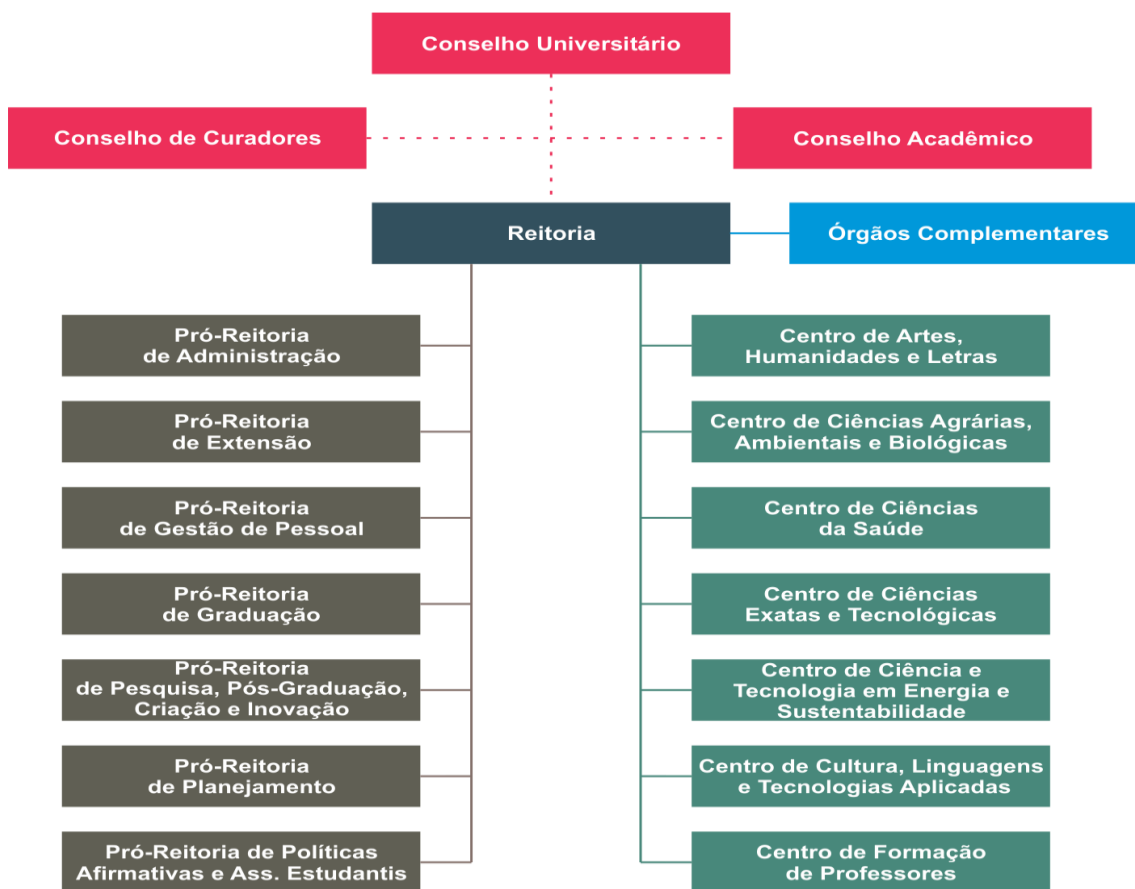 Conselho Universitário
Conselho de Curadores
Conselho Acadêmico
Reitoria
Órgãos Complementares
Pró-Reitoria
de Administração
Pró-Reitoria
de Extensão
Pró-Reitoria
de Gestão de Pessoal
Pró-Reitoria
de Graduação
Pró-Reitoria
de Pesquisa, Pós-Graduação,
Criação e Inovação
Pró-Reitoria
de Planejamento
Pró-Reitoria de Políticas
Afirmativas e Ass. Estudantis
Centro de Artes,
Humanidades e Letras
Centro de Ciências Agrárias,
Ambientais e Biológicas
Centro de Ciências
da Saúde
Centro de Ciências
Exatas e Tecnológicas
Centro de Ciência e
Tecnologia em Energia e
Sustentabilidade
Centro de Cultura, Linguagens
e Tecnologias Aplicadas
Centro de Formação
de Professores